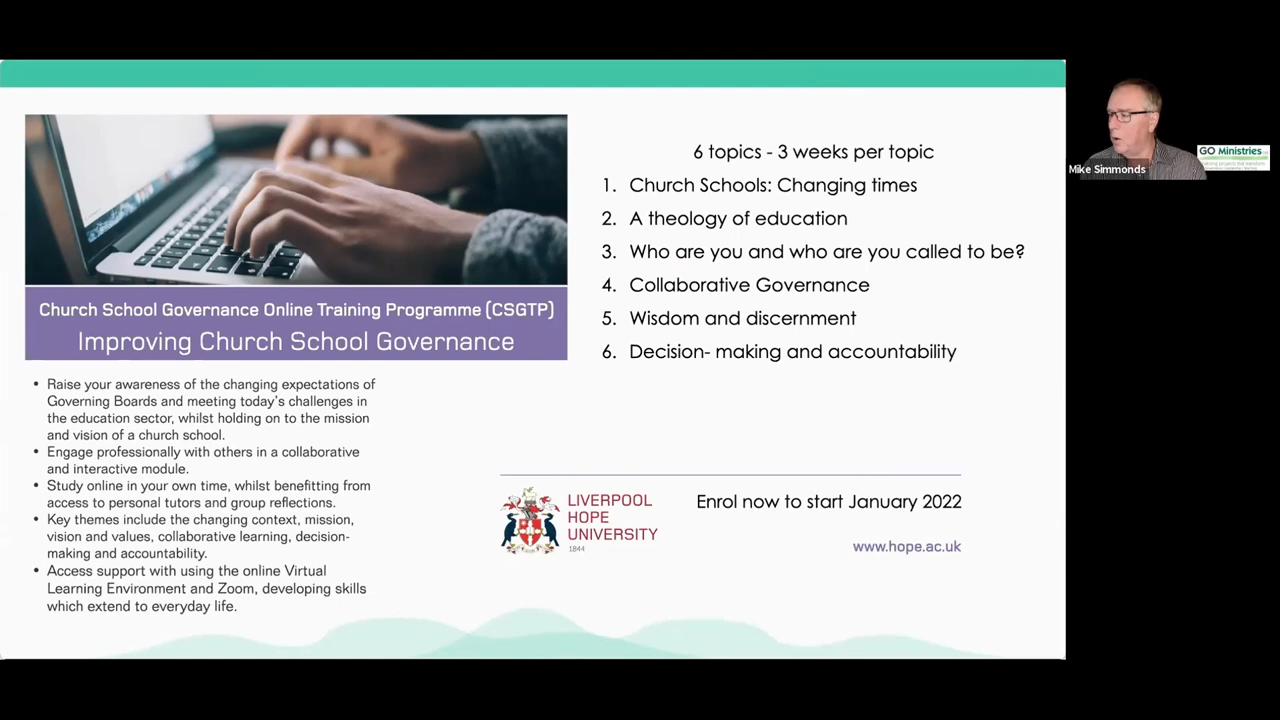 Church School Governance Online Training Programme (CSGTP)
Improving Church School Governance
• Raise your awareness of the changing expectations of
Governing Boards and meeting today's challenges in
the education sector, whilst holding on to the mission
and vision of a church school.
• Engage professionally with others in a collaborative
and interactive module.
• Study online in your own time, whilst benefitting from
access to personal tutors and group reflections.
• Key themes include the changing context, mission,
vision and values, collaborative learning, decision-
making and accountability.
• Access support with using the online Virtual
Learning Environment and Zoom, developing skills
which extend to everyday life.
6 topics - 3 weeks per topic
1. Church Schools: Changing times
2. A theology of education
3. Who are you and who are you called to be?
4. Collaborative Governance
5. Wisdom and discernment
6. Decision- making and accountability
LIVERPOOL
HOPE
UNIVERSITY
1844
Enrol now to start January 2022
www.hope.ac.uk
Mike Simmonds
GO Ministries